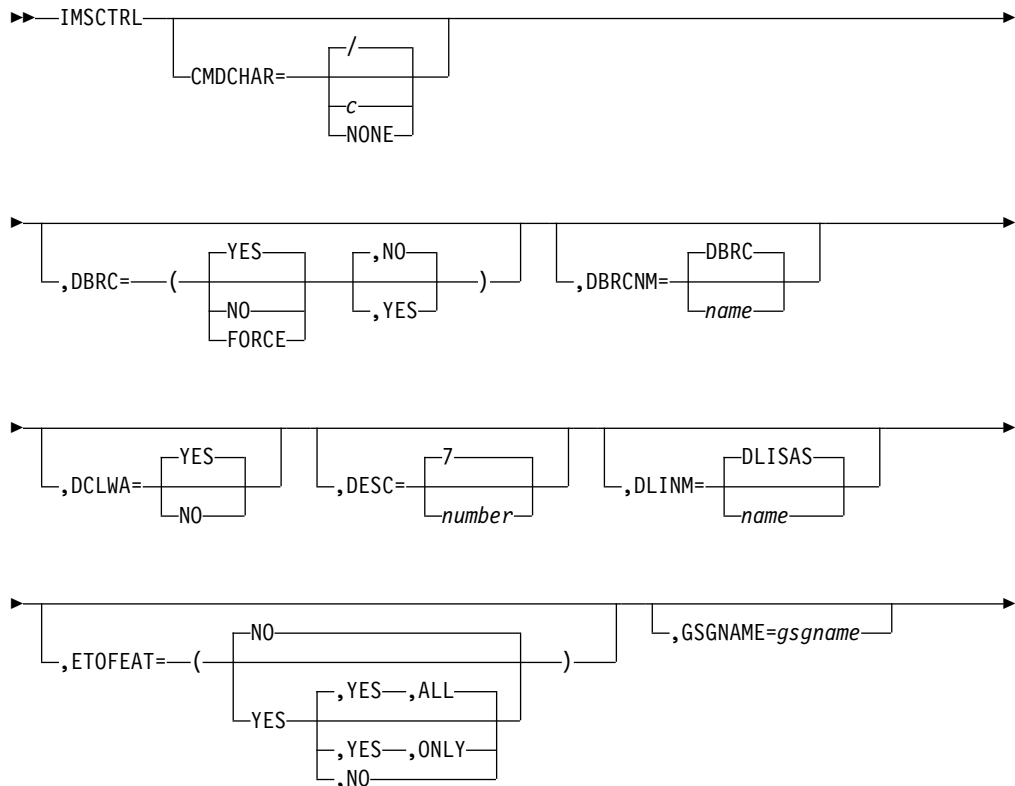 IMSCTRL
CMDCHAR= /
c
NONE
,DBRC= ( YES ,NO )
NO ,YES
FORCE
,DBRCNM= DBRC
name
,DCLWA= YES
NO
,DESC= 7
number
,DLINM= DLISAS
name
,ETOFEAT= ( NO )
YES ,YES ,ALL
,YES ,ONLY
,NO
,GSGNAME=gsgname